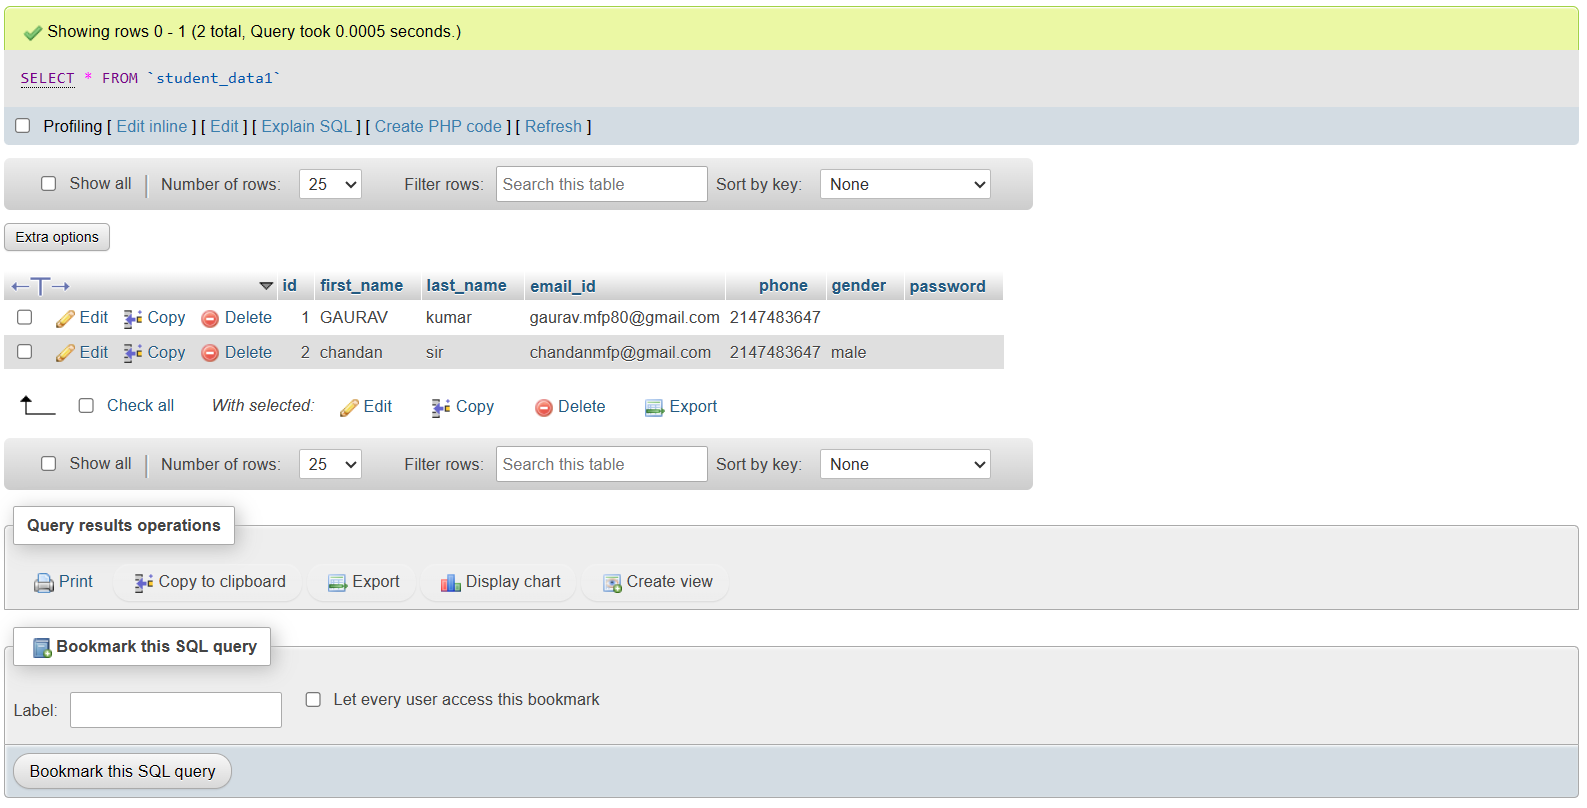 Showing rows 0 - 1 (2 total, Query took 0.0005 seconds.)
SELECT * FROM `student_data1`
Profiling [ Edit inline ] [ Edit ] [ Explain SQL ] [ Create PHP code ] [ Refresh ]
Show all | Number of rows: 25 Filter rows: Search this table Sort by key: None
Extra options
id first_name last_name email_id phone gender password
Edit Copy Delete 1 GAURAV kumar gaurav.mfp80@gmail.com 2147483647
Edit Copy Delete 2 chandan sir chandanmfp@gmail.com 2147483647 male
Check all With selected: Edit Copy Delete Export
Show all | Number of rows: 25 Filter rows: Search this table Sort by key: None
Query results operations
Print Copy to clipboard Export Display chart Create view
Bookmark this SQL query
Label: Let every user access this bookmark
Bookmark this SQL query